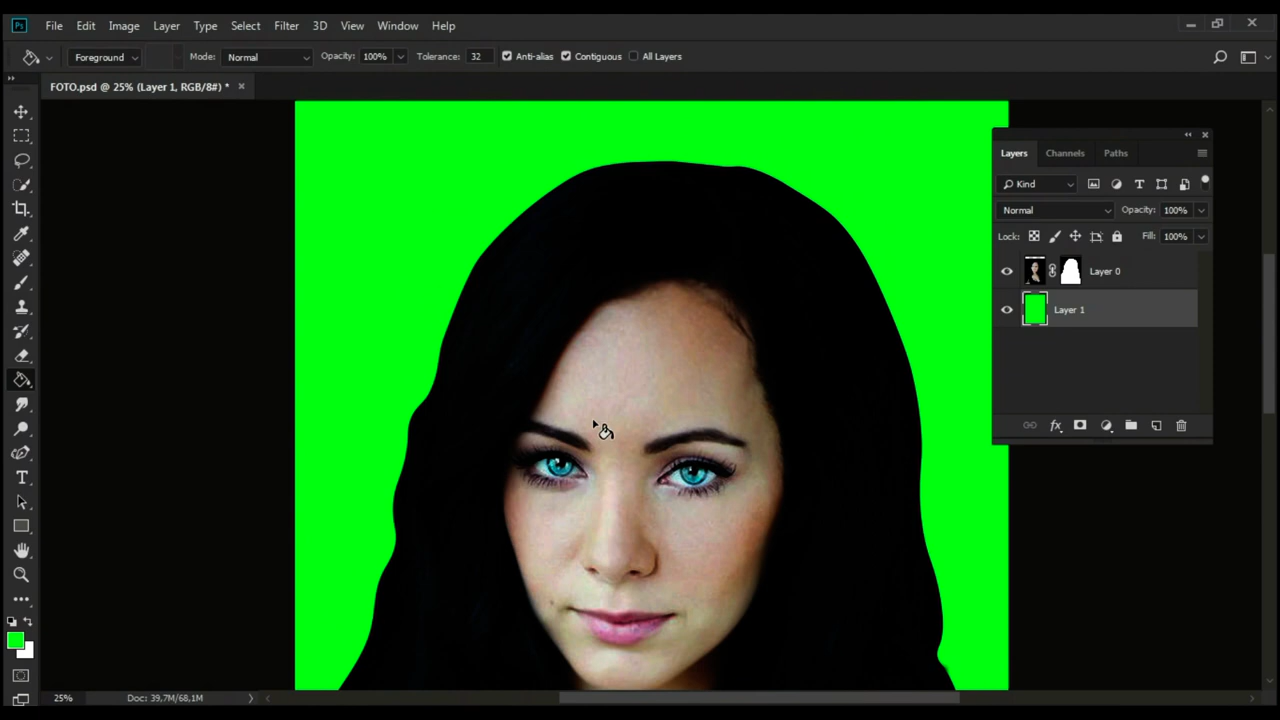 Ps File Edit Image Layer Type Select Filter 3D View Window Help
Foreground Mode: Normal Opacity: 100% Tolerance: 32 Anti-alias Contiguous All Layers
FOTO.psd @ 25% (Layer 1, RGB/8#) *
Layers Channels Paths
Kind
Normal Opacity: 100%
Lock: Fill: 100%
Layer 0
Layer 1
fx
25% Doc: 39,7M/68,1M